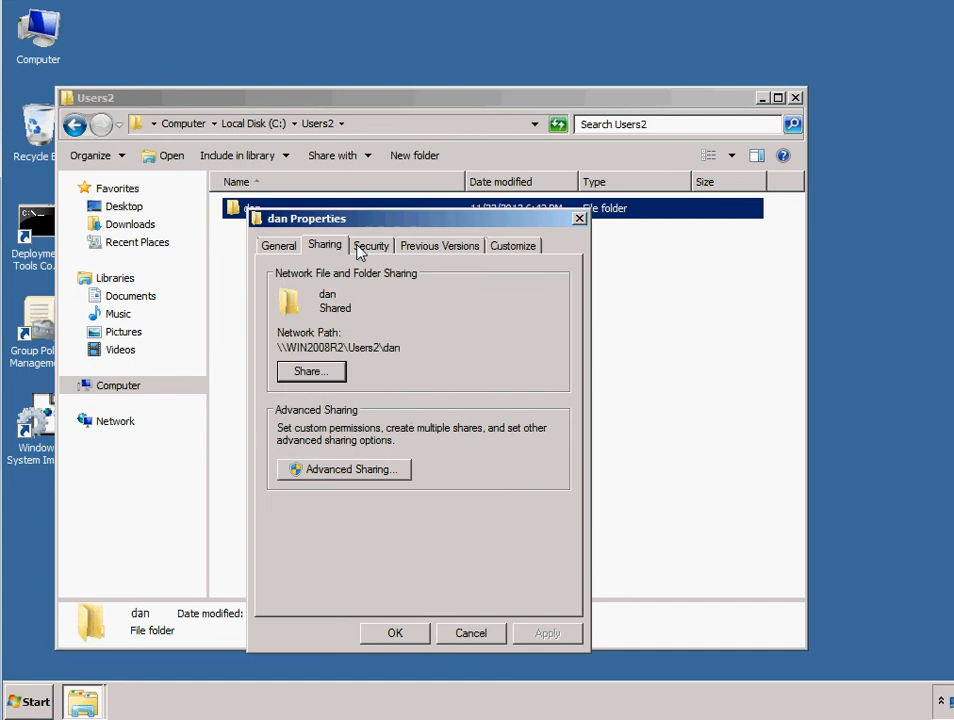 Computer
Recycle B
Deployme
Tools Co..
Group Pol
Managem
Window
System Im
Users2
Computer
Local Disk (C:)
Users2
Search Users2
Organize
Open
Include in library
Share with
New folder
Name
Date modified
Type
Size
Favorites
Desktop
Downloads
Recent Places
Libraries
Documents
Music
Pictures
Videos
Computer
Network
File folder
dan Properties
General
Sharing
Security
Previous Versions
Customize
Network File and Folder Sharing
dan
Shared
Network Path:
\\WIN2008R2\Users2\dan
Share...
Advanced Sharing
Set custom permissions, create multiple shares, and set other
advanced sharing options.
Advanced Sharing...
OK
Cancel
Apply
dan
Date modified:
File folder
Start